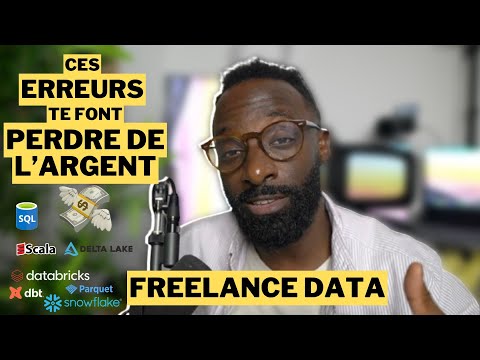 CES
ERREURS
TE FONT
PERDRE DE
L'ARGENT
SQL
Scala
DELTA LAKE
databricks
dbt
Parquet
snowflake
FREELANCE DATA